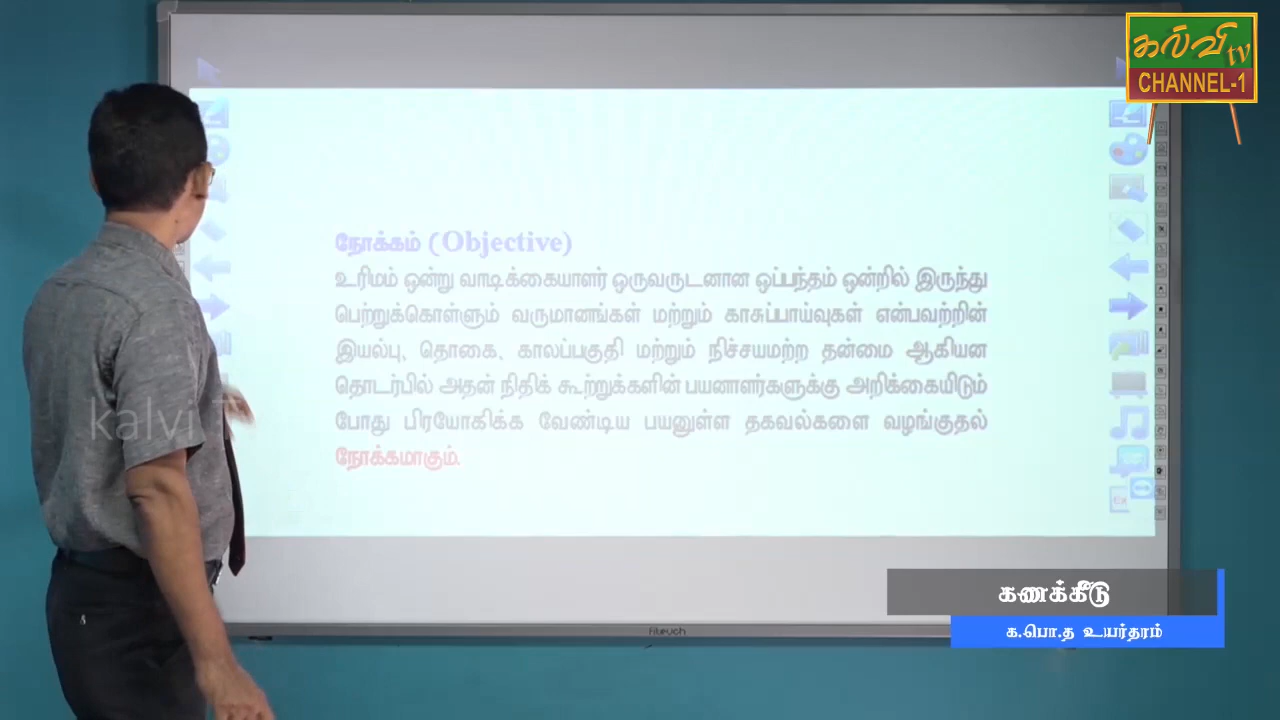 கல்வி tv
CHANNEL-1
நோக்கம் (Objective)
உரிமம் ஒன்று வாடிக்கையாளர் ஒருவருடனான ஒப்பந்தம் ஒன்றில் இருந்து
பெற்றுக்கொள்ளும் வருமானங்கள் மற்றும் காசுப்பாய்வுகள் என்பவற்றின்
இயல்பு, தொகை, காலப்பகுதி மற்றும் நிச்சயமற்ற தன்மை ஆகியன
தொடர்பில் அதன் நிதிக் கூற்றுக்களின் பயனாளர்களுக்கு அறிக்கையிடும்
போது பிரயோகிக்க வேண்டிய பயனுள்ள தகவல்களை வழங்குதல்
நோக்கமாகும்.
kalvi T
கணக்கீடு
க.பொ.த உயர்தரம்
Fitouch